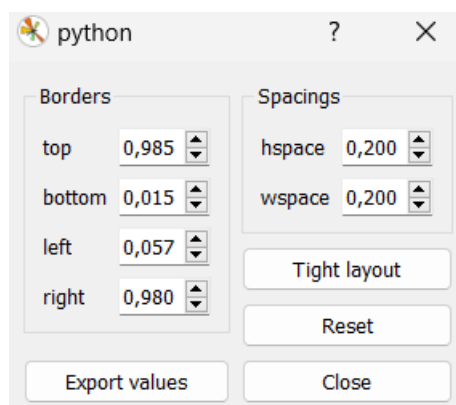 python ?
Borders
top 0,985
bottom 0,015
left 0,057
right 0,980
Export values
Spacings
hspace 0,200
wspace 0,200
Tight layout
Reset
Close